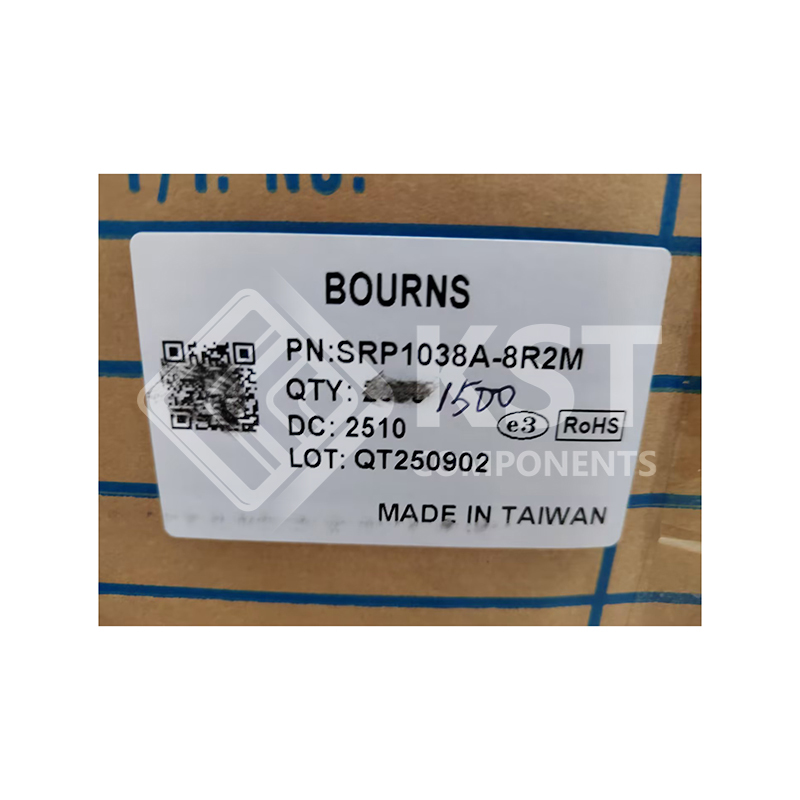 BOURNS
PN:SRP1038A-8R2M
QTY: 1500
DC: 2510
e3 RoHS
LOT: QT250902
MADE IN TAIWAN
KST
COMPONENTS